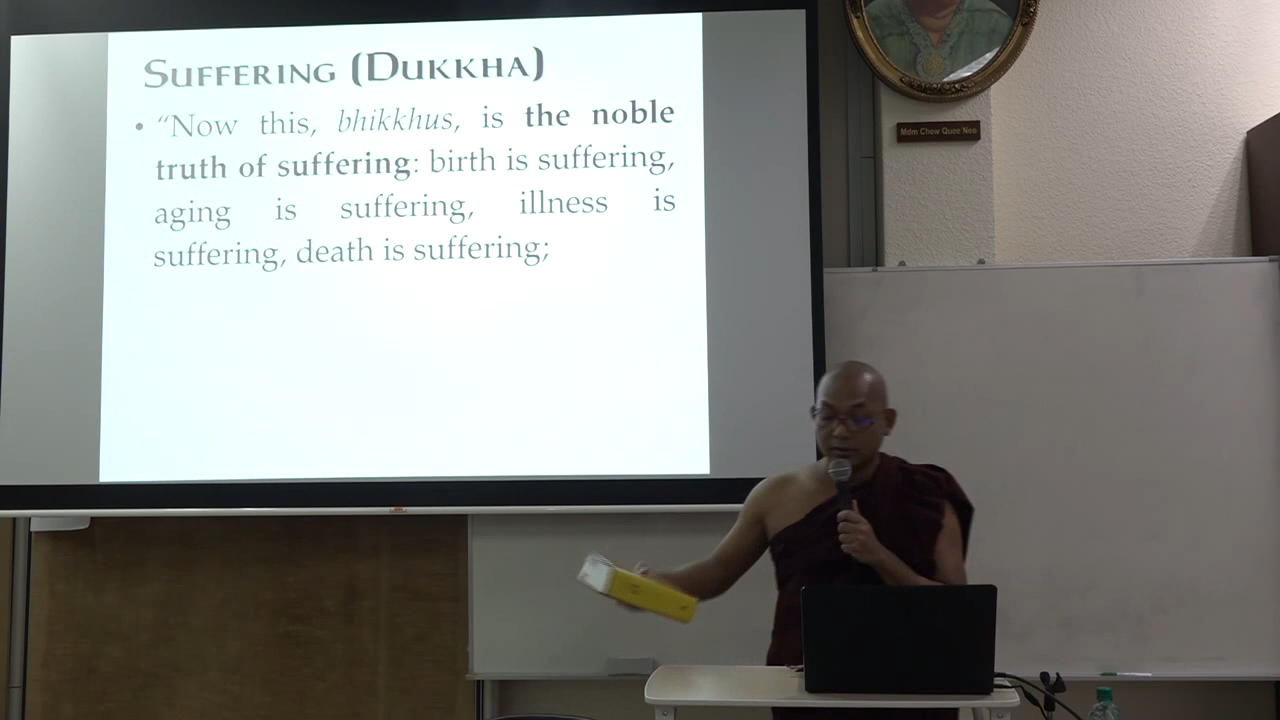 SUFFERING (DUKKHA)
• “Now this, bhikkhus, is the noble
truth of suffering: birth is suffering,
aging is suffering, illness is
suffering, death is suffering;
Mdm Chew Quee Neo